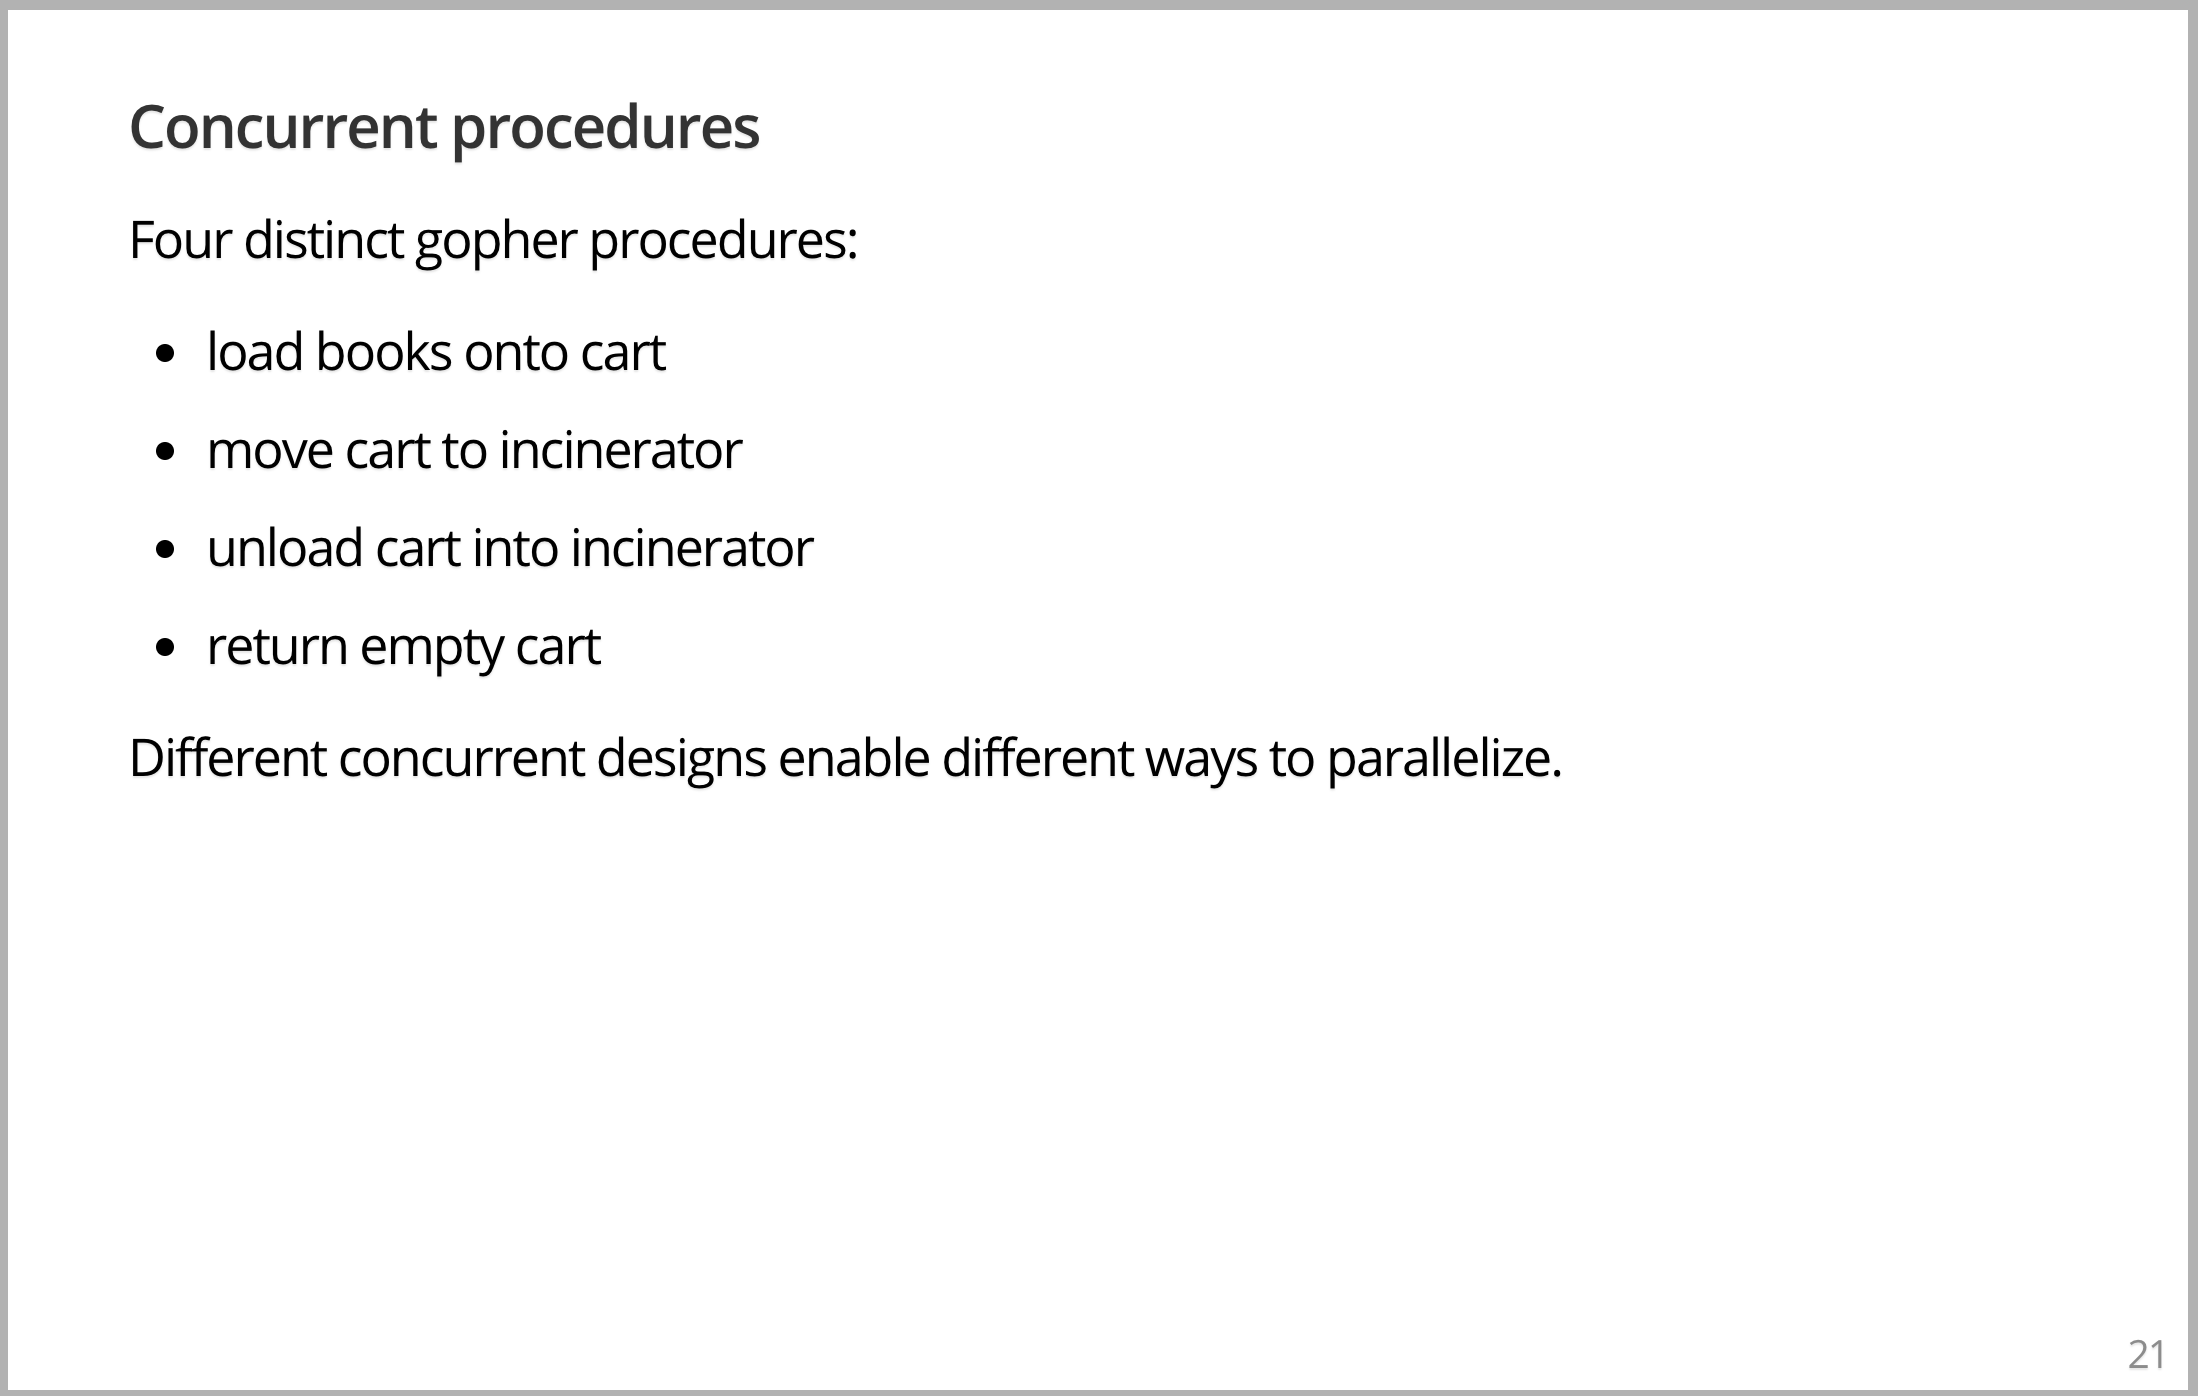 Concurrent procedures
Four distinct gopher procedures:
• load books onto cart
• move cart to incinerator
• unload cart into incinerator
• return empty cart
Different concurrent designs enable different ways to parallelize.
21